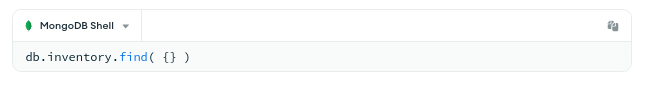 MongoDB Shell
db.inventory.find( {} )